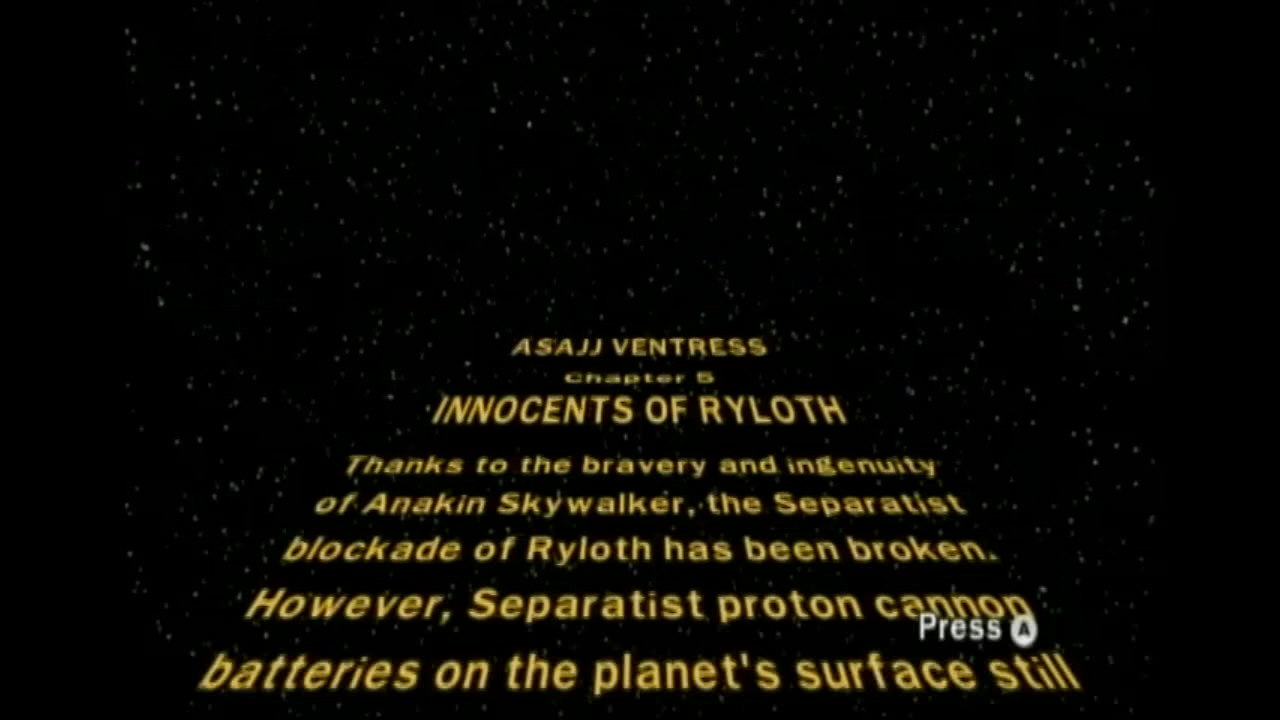 ASAJJ VENTRESS
Chapter 5
INNOCENTS OF RYLOTH
Thanks to the bravery and ingenuity
of Anakin Skywalker, the Separatist
blockade of Ryloth has been broken.
However, Separatist proton cannon
Press A
batteries on the planet's surface still